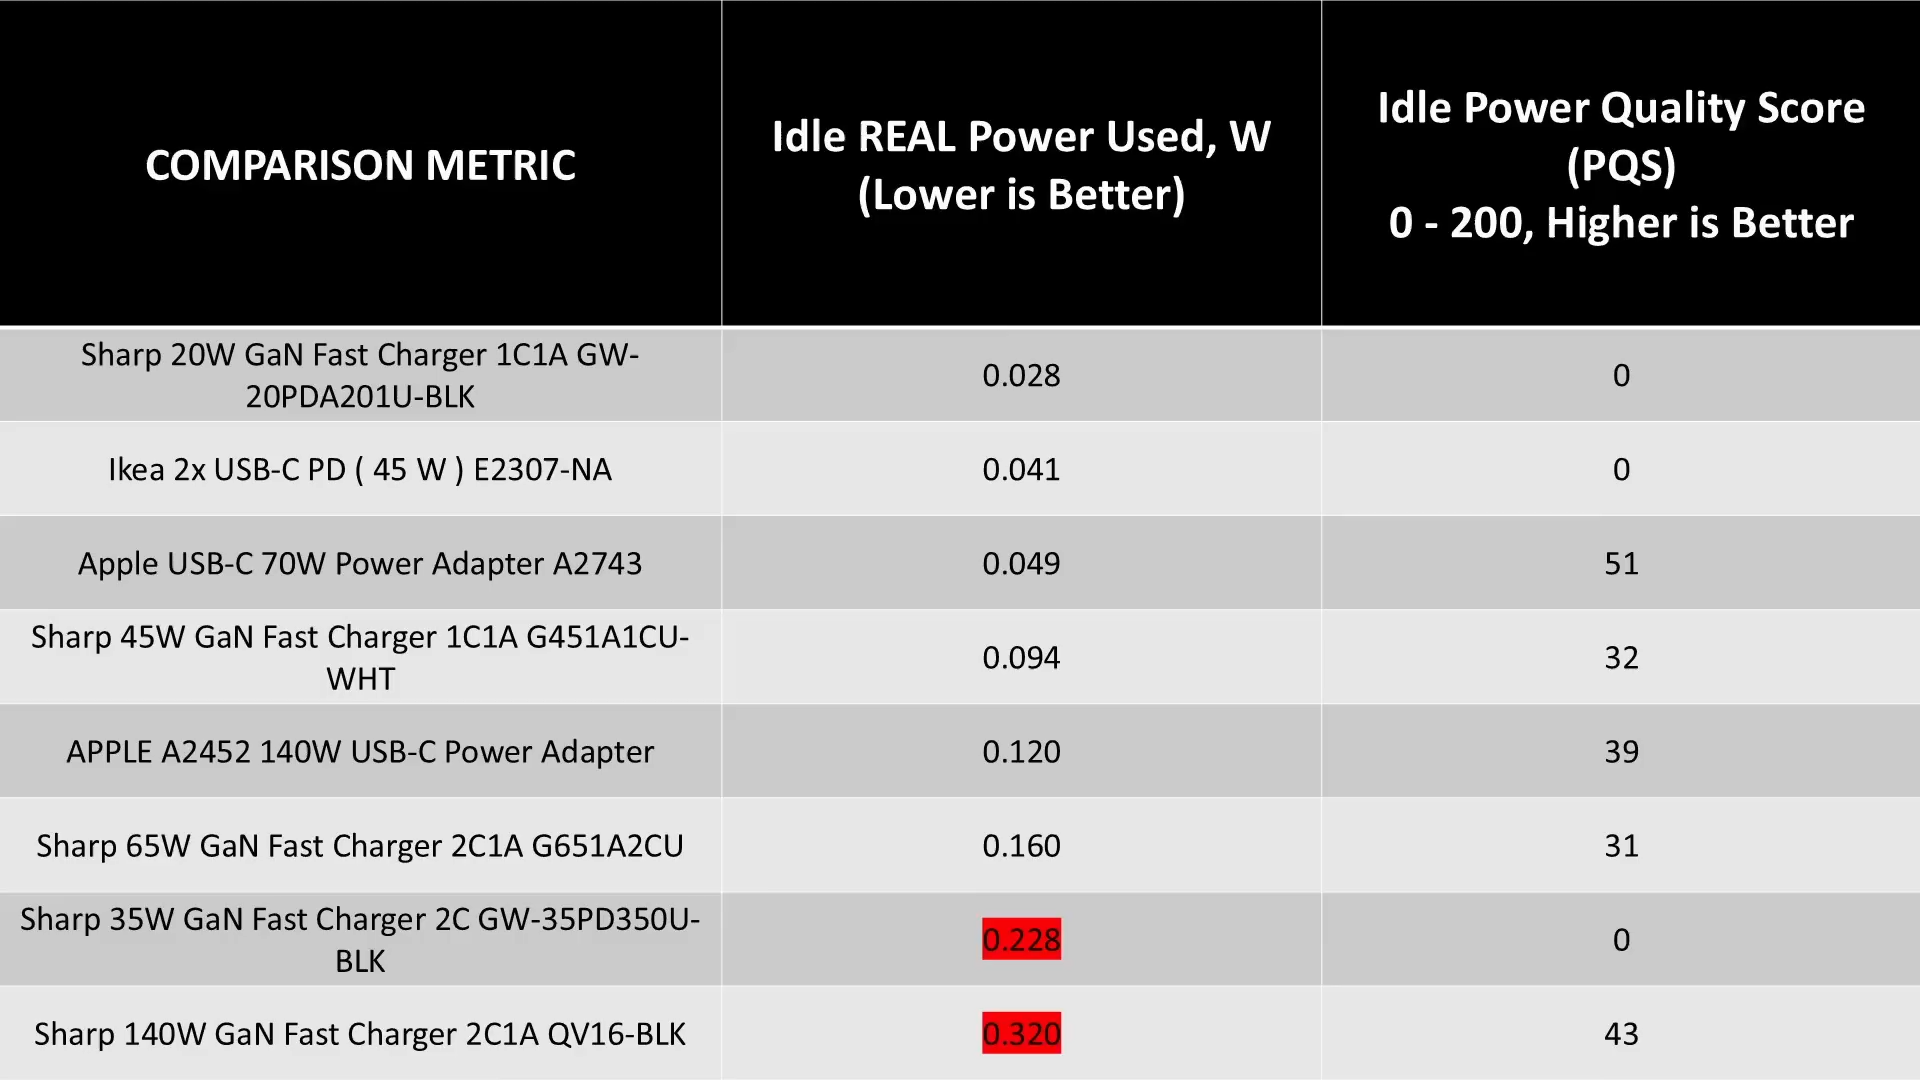 COMPARISON METRIC
Idle REAL Power Used, W
(Lower is Better)
Idle Power Quality Score
(PQS)
0 - 200, Higher is Better
Sharp 20W GaN Fast Charger 1C1A GW-
20PDA201U-BLK
0.028
0
Ikea 2x USB-C PD ( 45 W ) E2307-NA
0.041
0
Apple USB-C 70W Power Adapter A2743
0.049
51
Sharp 45W GaN Fast Charger 1C1A G451A1CU-
WHT
0.094
32
APPLE A2452 140W USB-C Power Adapter
0.120
39
Sharp 65W GaN Fast Charger 2C1A G651A2CU
0.160
31
Sharp 35W GaN Fast Charger 2C GW-35PD350U-
BLK
0.228
0
Sharp 140W GaN Fast Charger 2C1A QV16-BLK
0.320
43